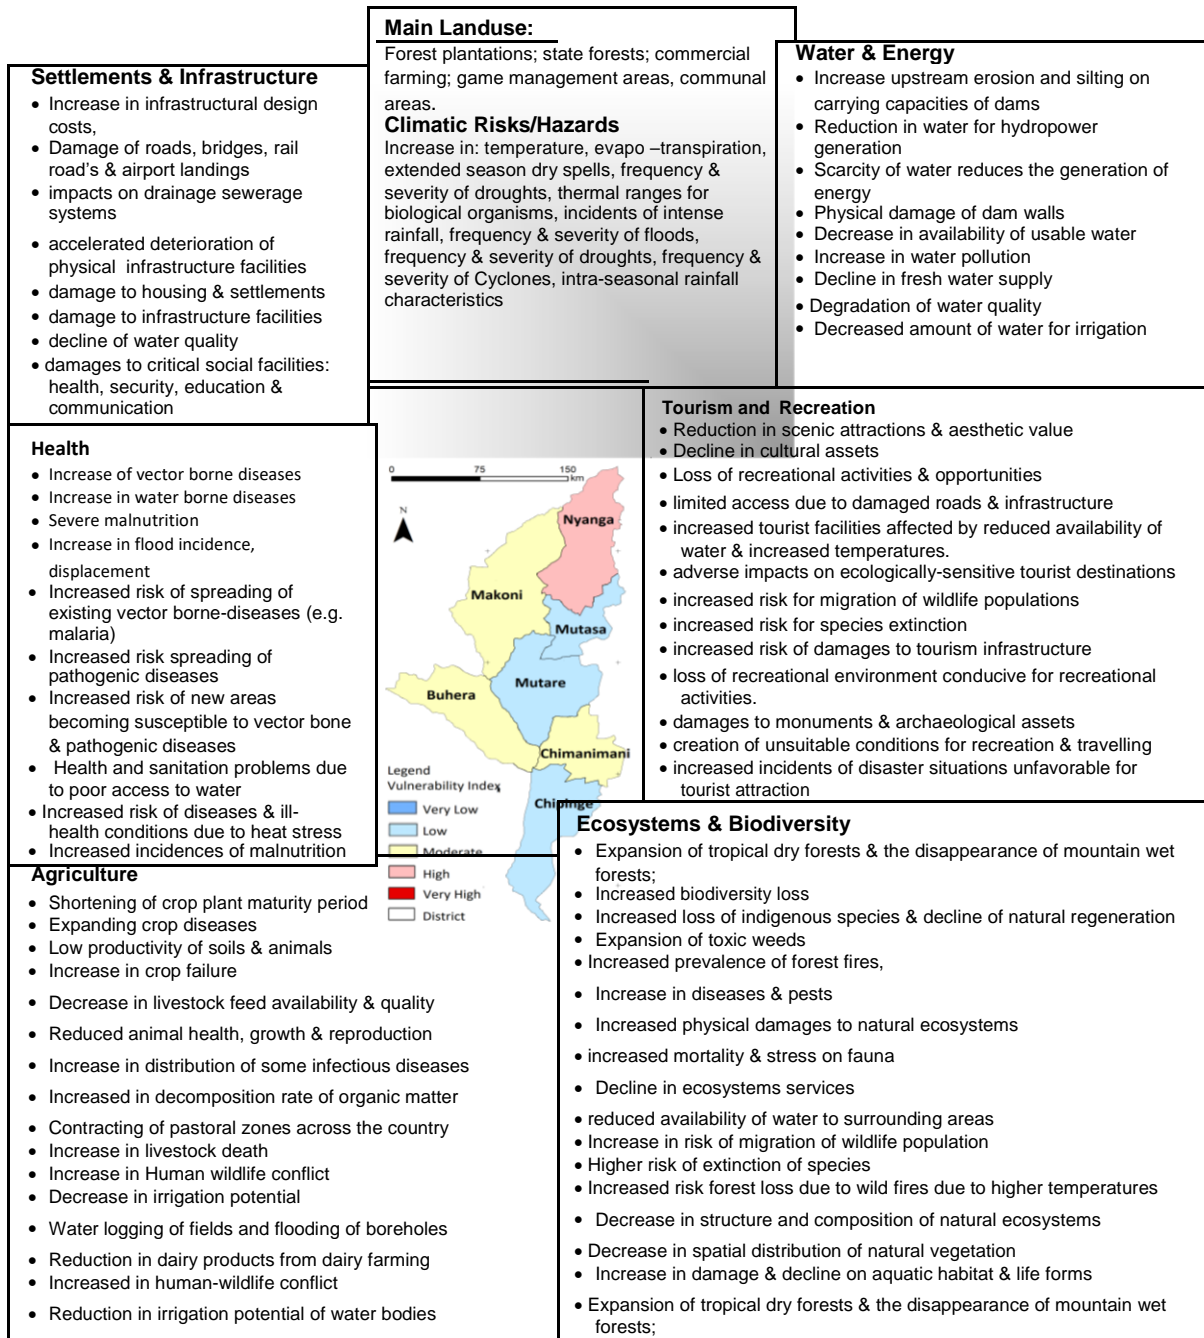 Main Landuse:
Forest plantations; state forests; commercial
farming; game management areas, communal
areas.
Climatic Risks/Hazards
Increase in: temperature, evapo –transpiration,
extended season dry spells, frequency &
severity of droughts, thermal ranges for
biological organisms, incidents of intense
rainfall, frequency & severity of floods,
frequency & severity of droughts, frequency &
severity of Cyclones, intra-seasonal rainfall
characteristics
Settlements & Infrastructure
• Increase in infrastructural design
costs,
• Damage of roads, bridges, rail
road's & airport landings
• impacts on drainage sewerage
systems
• accelerated deterioration of
physical infrastructure facilities
• damage to housing & settlements
• damage to infrastructure facilities
• decline of water quality
• damages to critical social facilities:
health, security, education &
communication
Water & Energy
• Increase upstream erosion and silting on
carrying capacities of dams
• Reduction in water for hydropower
generation
• Scarcity of water reduces the generation of
energy
• Physical damage of dam walls
• Decrease in availability of usable water
• Increase in water pollution
• Decline in fresh water supply
• Degradation of water quality
• Decreased amount of water for irrigation
Health
• Increase of vector borne diseases
• Increase in water borne diseases
• Severe malnutrition
• Increase in flood incidence,
displacement
• Increased risk of spreading of
existing vector borne-diseases (e.g.
malaria)
• Increased risk spreading of
pathogenic diseases
• Increased risk of new areas
becoming susceptible to vector bone
& pathogenic diseases
• Health and sanitation problems due
to poor access to water
• Increased risk of diseases & ill-
health conditions due to heat stress
• Increased incidences of malnutrition
0 75 150
km
N
Nyanga
Makoni
Mutasa
Mutare
Buhera
Chimanimani
Chipinge
Legend
Vulnerability Index
Very Low
Low
Moderate
High
Very High
District
Tourism and Recreation
• Reduction in scenic attractions & aesthetic value
• Decline in cultural assets
• Loss of recreational activities & opportunities
• limited access due to damaged roads & infrastructure
• increased tourist facilities affected by reduced availability of
water & increased temperatures.
• adverse impacts on ecologically-sensitive tourist destinations
• increased risk for migration of wildlife populations
• increased risk for species extinction
• increased risk of damages to tourism infrastructure
• loss of recreational environment conducive for recreational
activities.
• damages to monuments & archaeological assets
• creation of unsuitable conditions for recreation & travelling
• increased incidents of disaster situations unfavorable for
tourist attraction
Agriculture
• Shortening of crop plant maturity period
• Expanding crop diseases
• Low productivity of soils & animals
• Increase in crop failure
• Decrease in livestock feed availability & quality
• Reduced animal health, growth & reproduction
• Increase in distribution of some infectious diseases
• Increased in decomposition rate of organic matter
• Contracting of pastoral zones across the country
• Increase in livestock death
• Increase in Human wildlife conflict
• Decrease in irrigation potential
• Water logging of fields and flooding of boreholes
• Reduction in dairy products from dairy farming
• Increased in human-wildlife conflict
• Reduction in irrigation potential of water bodies
Ecosystems & Biodiversity
• Expansion of tropical dry forests & the disappearance of mountain wet
forests;
• Increased biodiversity loss
• Increased loss of indigenous species & decline of natural regeneration
• Expansion of toxic weeds
• Increased prevalence of forest fires,
• Increase in diseases & pests
• Increased physical damages to natural ecosystems
• increased mortality & stress on fauna
• Decline in ecosystems services
• reduced availability of water to surrounding areas
• Increase in risk of migration of wildlife population
• Higher risk of extinction of species
• Increased risk forest loss due to wild fires due to higher temperatures
• Decrease in structure and composition of natural ecosystems
• Decrease in spatial distribution of natural vegetation
• Increase in damage & decline on aquatic habitat & life forms
• Expansion of tropical dry forests & the disappearance of mountain wet
forests;